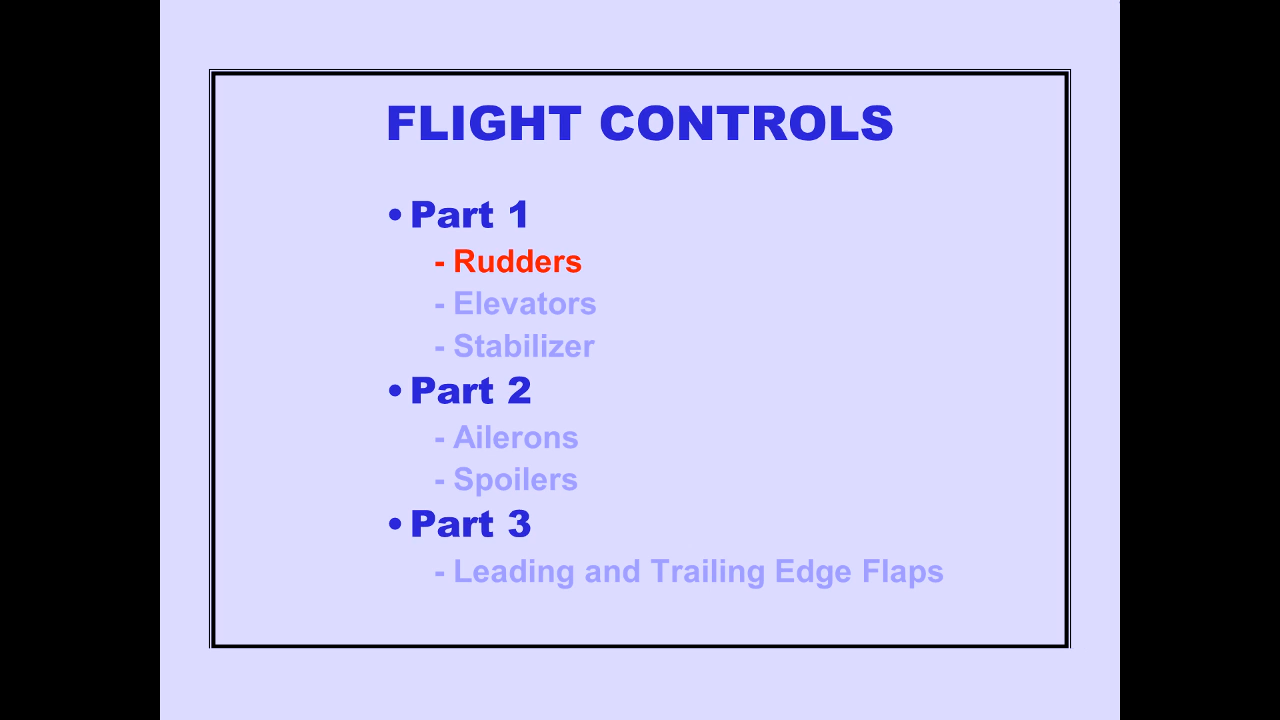 FLIGHT CONTROLS
• Part 1
- Rudders
- Elevators
- Stabilizer
• Part 2
- Ailerons
- Spoilers
• Part 3
- Leading and Trailing Edge Flaps